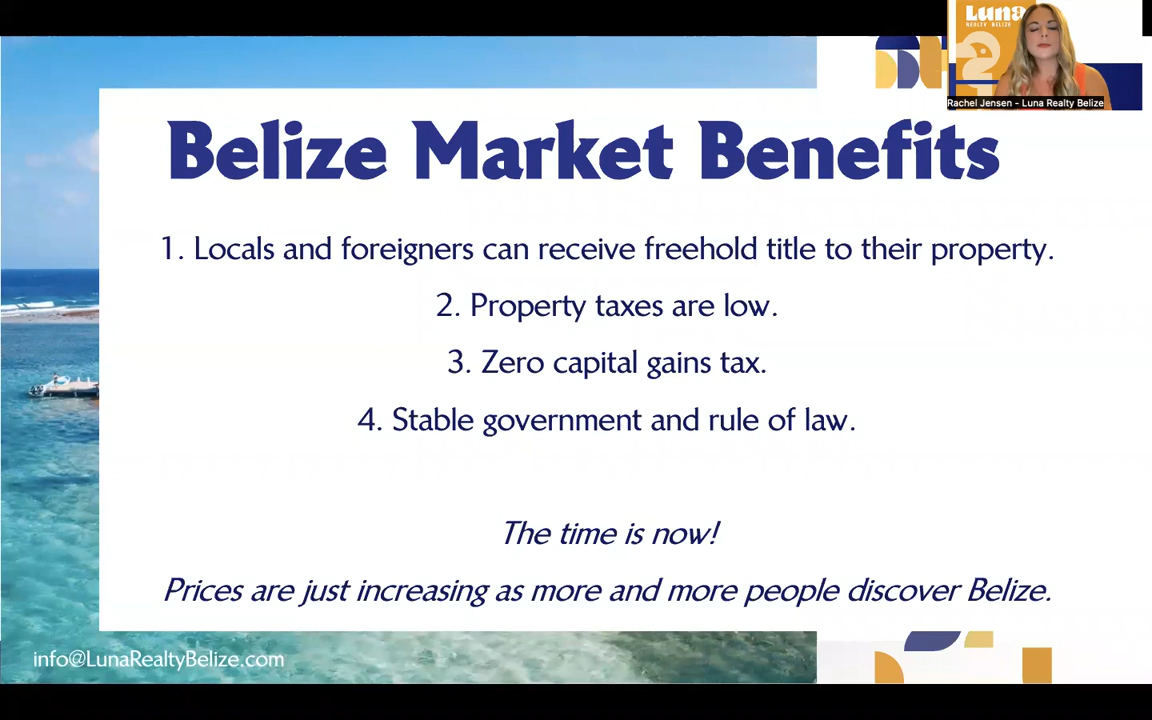 Luna
REALTY BELIZE
Rachel Jensen - Luna Realty Belize
Belize Market Benefits
1. Locals and foreigners can receive freehold title to their property.
2. Property taxes are low.
3. Zero capital gains tax.
4. Stable government and rule of law.
The time is now!
Prices are just increasing as more and more people discover Belize.
info@LunaRealtyBelize.com